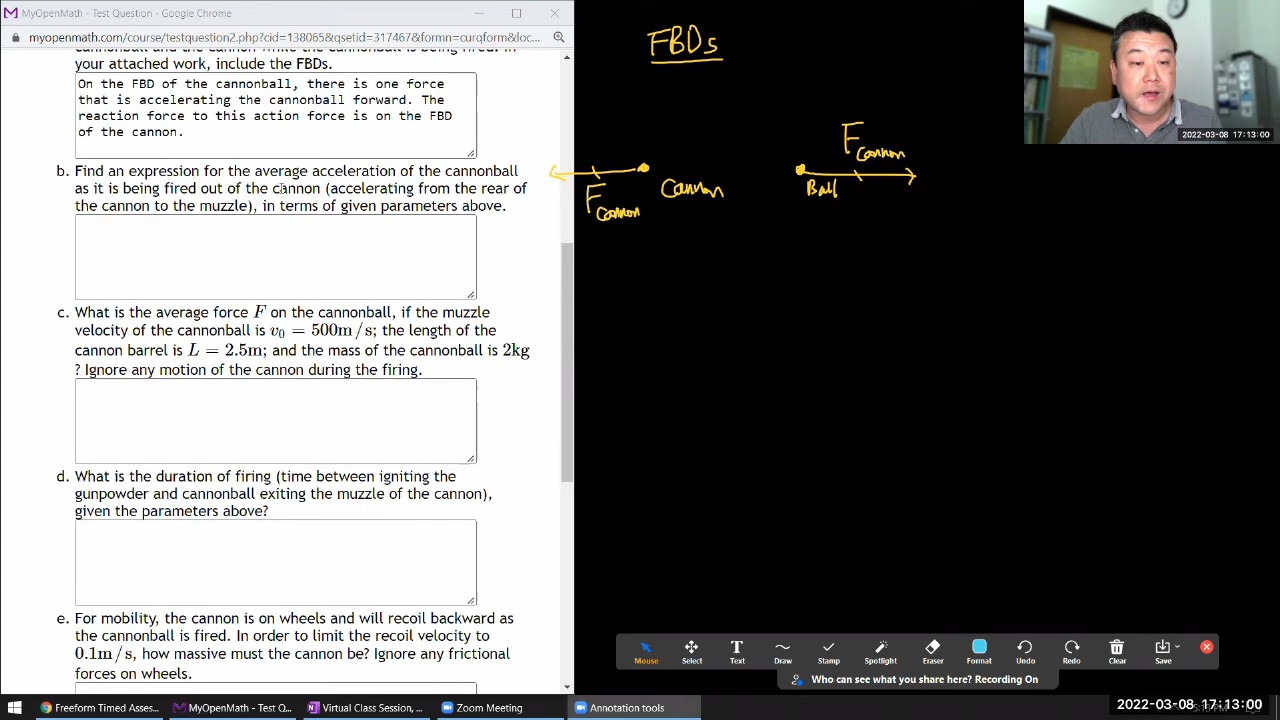 MyOpenMath - Test Question - Google Chrome
myopenmath.com/course/testquestion2.php?cid=138065&qsetid=317467&formn=curqform&cudrefq...
cannonball and the cannon while the cannonball is being fired. In
your attached work, include the FBDs.
On the FBD of the cannonball, there is one force
that is accelerating the cannonball forward. The
reaction force to this action force is on the FBD
of the cannon.
b. Find an expression for the average acceleration of the cannonball
as it is being fired out of the cannon (accelerating from the rear of
the canon to the muzzle), in terms of given parameters above.
c. What is the average force F on the cannonball, if the muzzle
velocity of the cannonball is v₀ = 500m/s; the length of the
cannon barrel is L = 2.5m; and the mass of the cannonball is 2kg
? Ignore any motion of the cannon during the firing.
d. What is the duration of firing (time between igniting the
gunpowder and cannonball exiting the muzzle of the cannon),
given the parameters above?
e. For mobility, the cannon is on wheels and will recoil backward as
the cannonball is fired. In order to limit the recoil velocity to
0.1m/s, how massive must the cannon be? Ignore any frictional
forces on wheels.
FBDs
F cannon
Cannon
F cannon
Ball
2022-03-08 17:13:00
Mouse Select Text Draw Stamp Spotlight Eraser Format Undo Redo Clear Save
Who can see what you share here? Recording On
Freeform Timed Asses... MyOpenMath - Test Q... Virtual Class Session, ... Zoom Meeting Annotation tools
2022-03-08 17:13:00